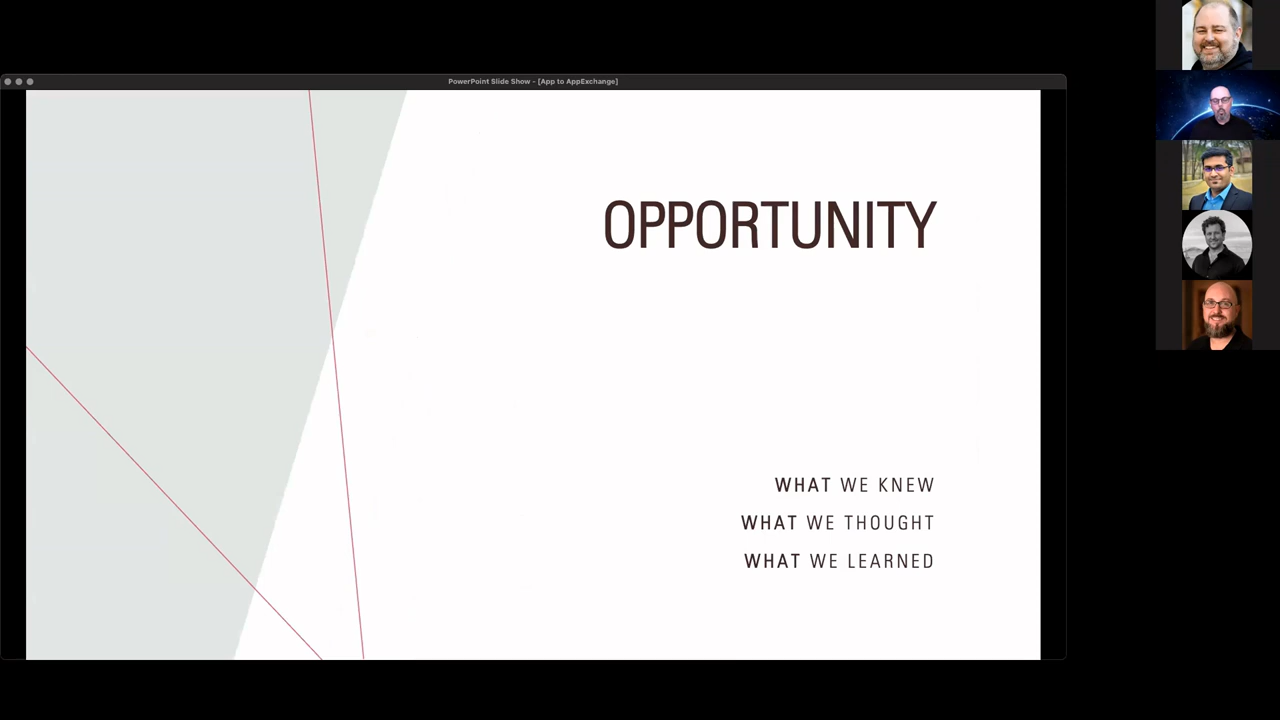 PowerPoint Slide Show - [App to AppExchange]
OPPORTUNITY
WHAT WE KNEW
WHAT WE THOUGHT
WHAT WE LEARNED